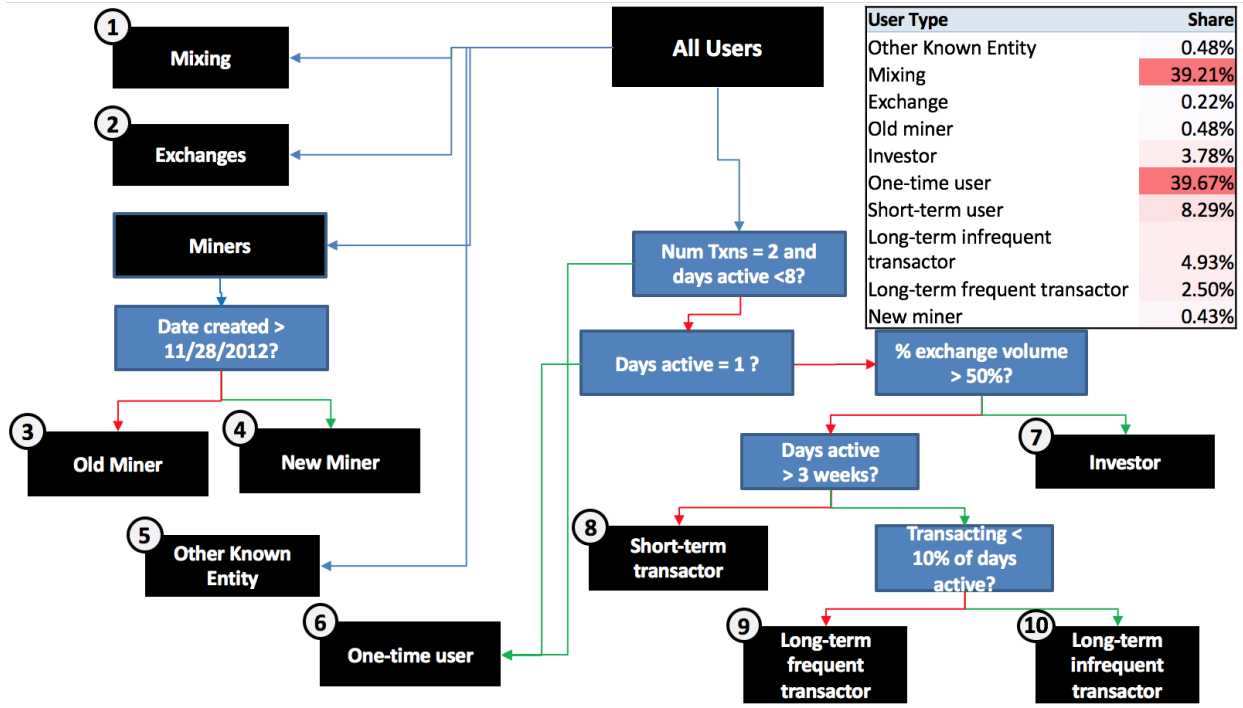 1
Mixing
2
Exchanges
Miners
Date created >
11/28/2012?
3
Old Miner
4
New Miner
5
Other Known
Entity
6
One-time user
All Users
Num Txns = 2 and
days active <8?
Days active = 1 ?
% exchange volume
> 50%?
Days active
> 3 weeks?
7
Investor
8
Short-term
transactor
Transacting <
10% of days
active?
9
Long-term
frequent
transactor
10
Long-term
infrequent
transactor
User Type Share
Other Known Entity 0.48%
Mixing 39.21%
Exchange 0.22%
Old miner 0.48%
Investor 3.78%
One-time user 39.67%
Short-term user 8.29%
Long-term infrequent
transactor 4.93%
Long-term frequent transactor 2.50%
New miner 0.43%